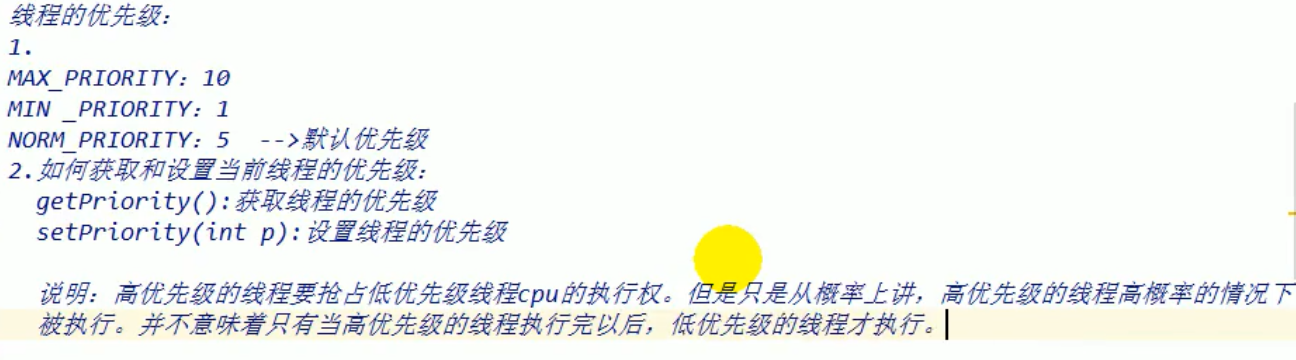 线程的优先级：
1.
MAX_PRIORITY：10
MIN _PRIORITY：1
NORM_PRIORITY：5  -->默认优先级
2.如何获取和设置当前线程的优先级：
getPriority():获取线程的优先级
setPriority(int p):设置线程的优先级
说明：高优先级的线程要抢占低优先级线程cpu的执行权。但是只是从概率上讲，高优先级的线程高概率的情况下
被执行。并不意味着只有当高优先级的线程执行完以后，低优先级的线程才执行。